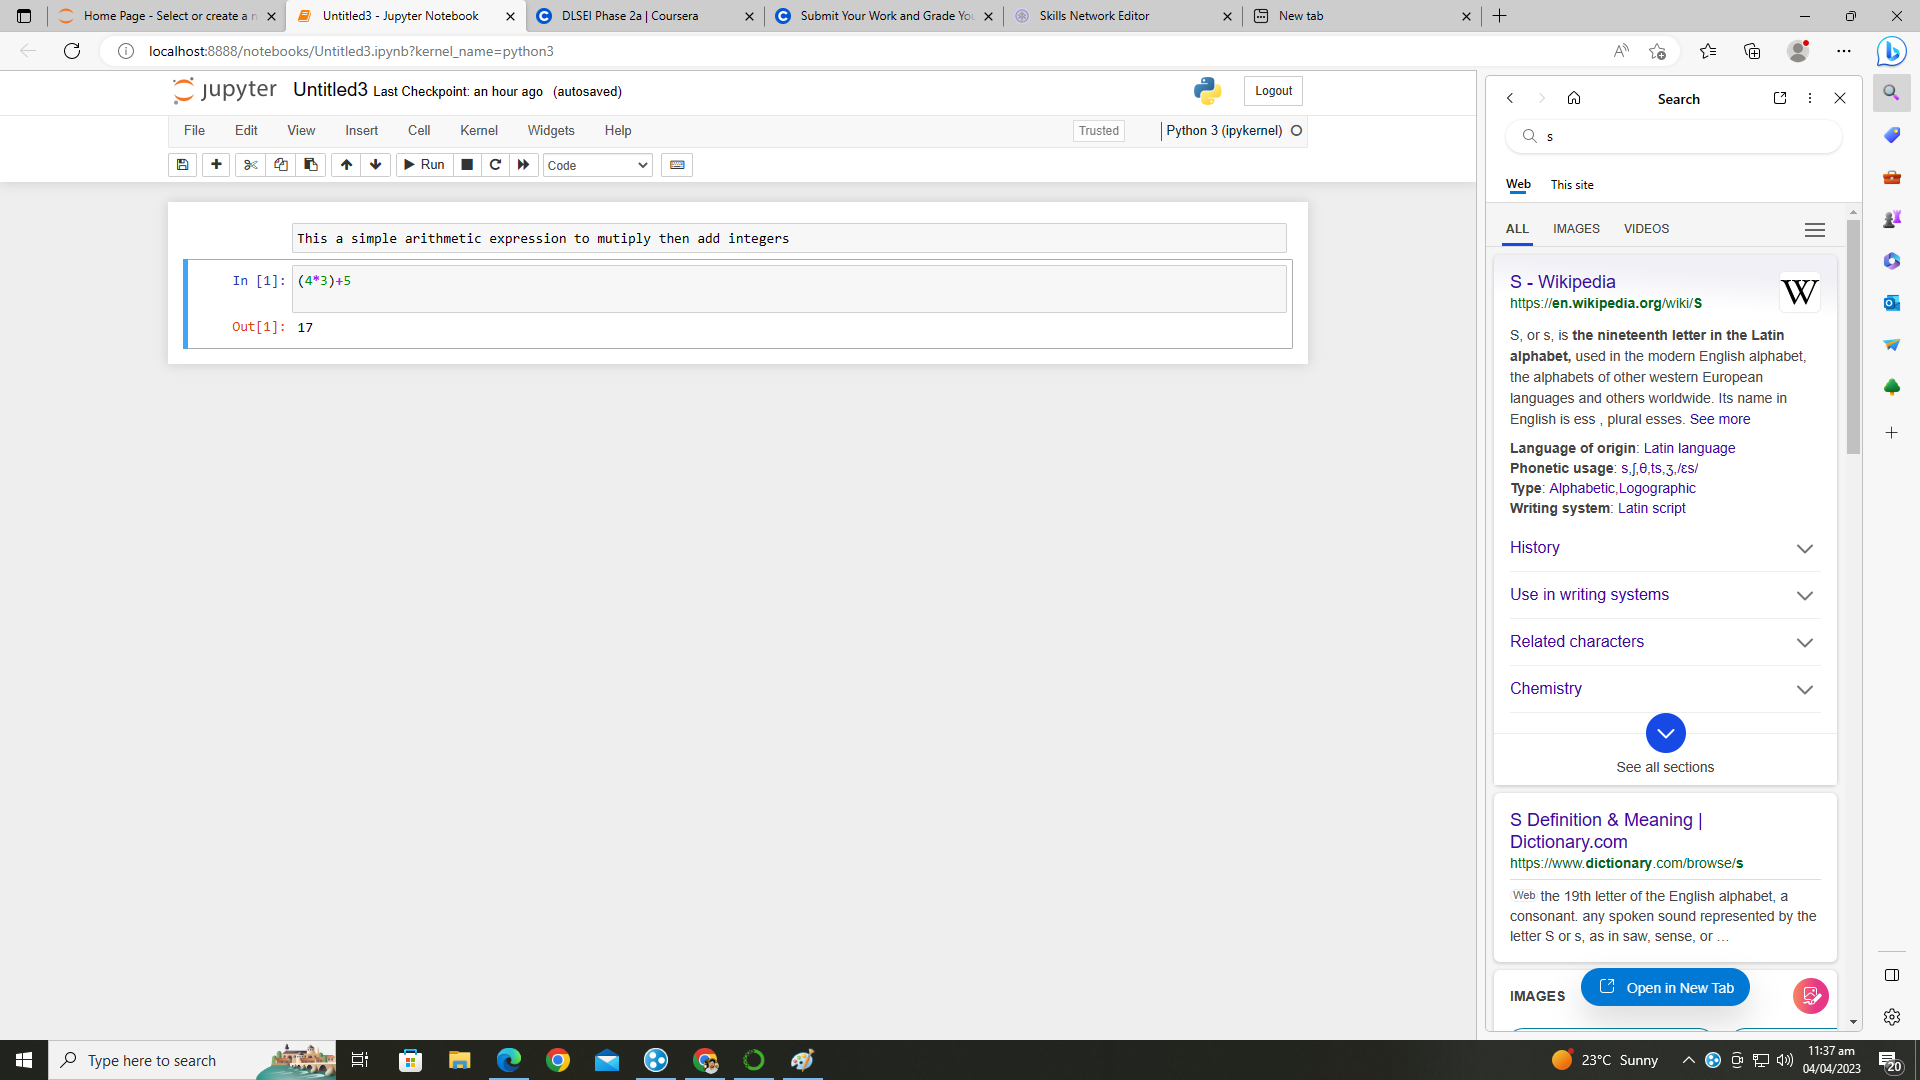 Home Page - Select or create a n
Untitled3 - Jupyter Notebook
DLSEI Phase 2a | Coursera
Submit Your Work and Grade You
Skills Network Editor
New tab
localhost:8888/notebooks/Untitled3.ipynb?kernel_name=python3
jupyter Untitled3 Last Checkpoint: an hour ago (autosaved)
Logout
File Edit View Insert Cell Kernel Widgets Help
Trusted Python 3 (ipykernel)
Run Code
This a simple arithmetic expression to mutiply then add integers
In [1]: (4*3)+5
Out[1]: 17
Search
s
Web This site
ALL IMAGES VIDEOS
S - Wikipedia
https://en.wikipedia.org/wiki/S
W
S, or s, is the nineteenth letter in the Latin
alphabet, used in the modern English alphabet,
the alphabets of other western European
languages and others worldwide. Its name in
English is ess , plural esses. See more
Language of origin: Latin language
Phonetic usage: s,ʃ,θ,ts,ʒ,/ɛs/
Type: Alphabetic,Logographic
Writing system: Latin script
History
Use in writing systems
Related characters
Chemistry
See all sections
S Definition & Meaning |
Dictionary.com
https://www.dictionary.com/browse/s
Web the 19th letter of the English alphabet, a
consonant. any spoken sound represented by the
letter S or s, as in saw, sense, or …
IMAGES
Open in New Tab
Type here to search
23°C Sunny
11:37 am
04/04/2023
20